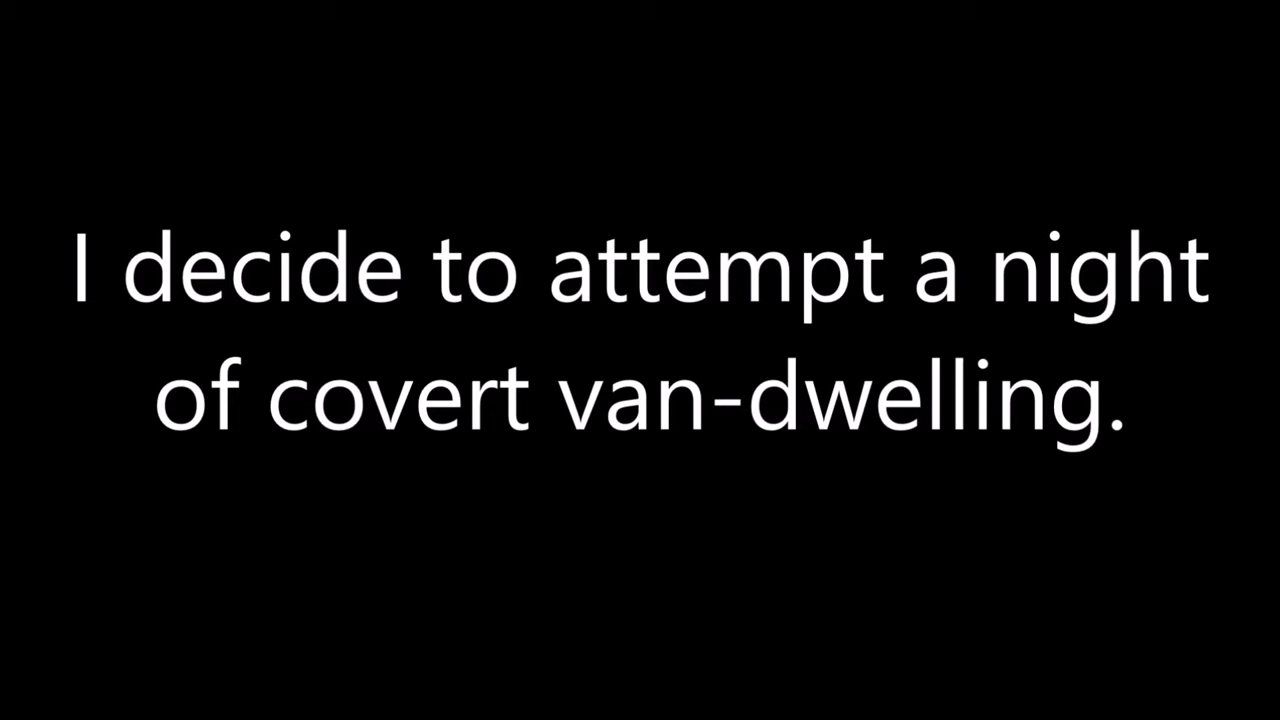 I decide to attempt a night
of covert van-dwelling.